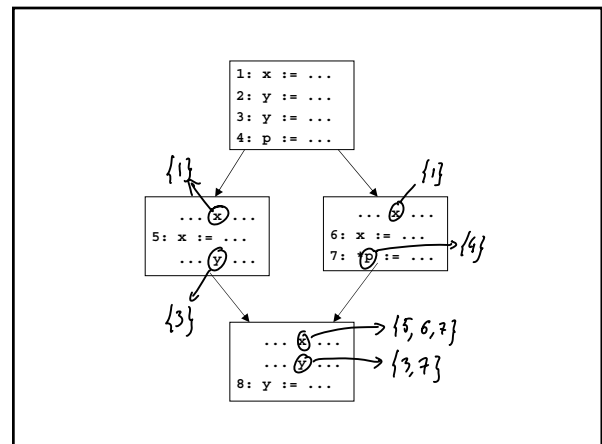 1: x := ...
2: y := ...
3: y := ...
4: p := ...
{1}
{1}
... x ...
5: x := ...
... y ...
... x ...
6: x := ...
7: *p := ...
{4}
{3}
... x ...
{5, 6, 7}
... y ...
{3, 7}
8: y := ...